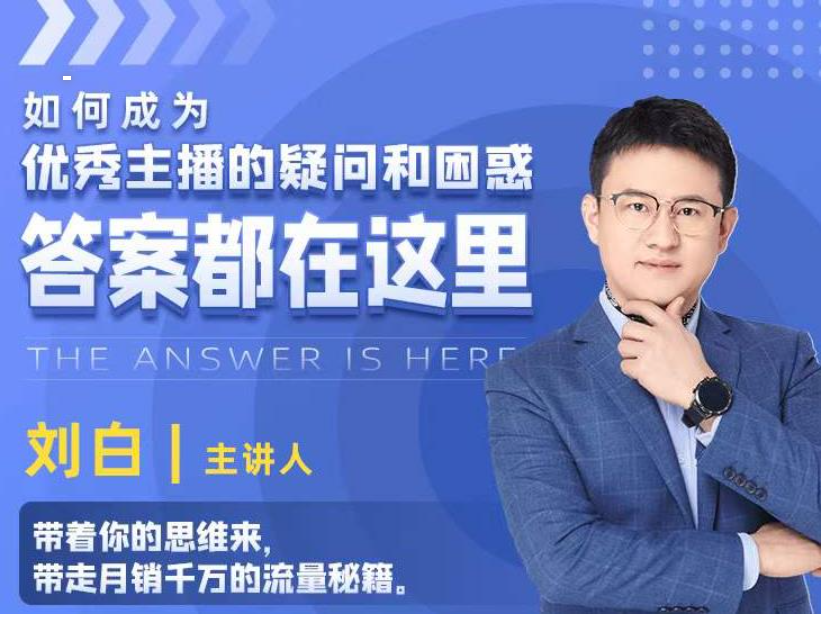 如何成为
优秀主播的疑问和困惑
答案都在这里
THE ANSWER IS HERE
刘白 | 主讲人
带着你的思维来，
带走月销千万的流量秘籍。